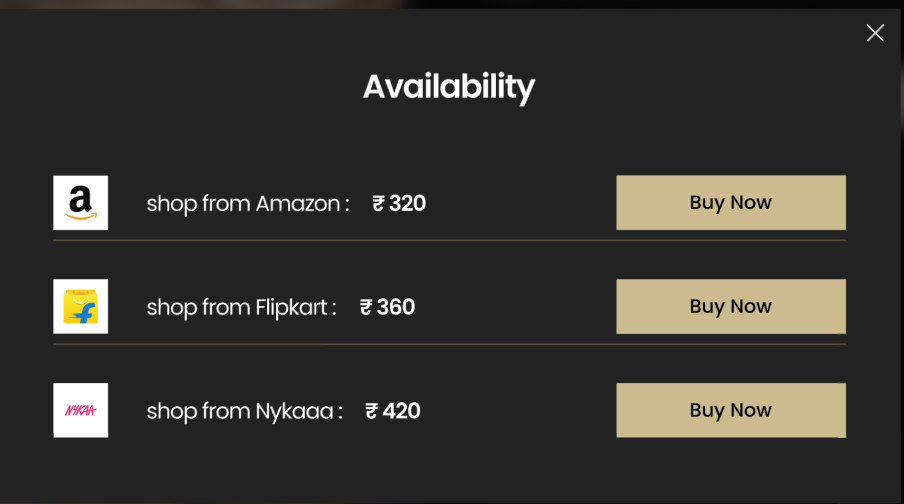 Availability
a
shop from Amazon : ₹ 320
Buy Now
f
shop from Flipkart : ₹ 360
Buy Now
NYKAA
shop from Nykaaa : ₹ 420
Buy Now